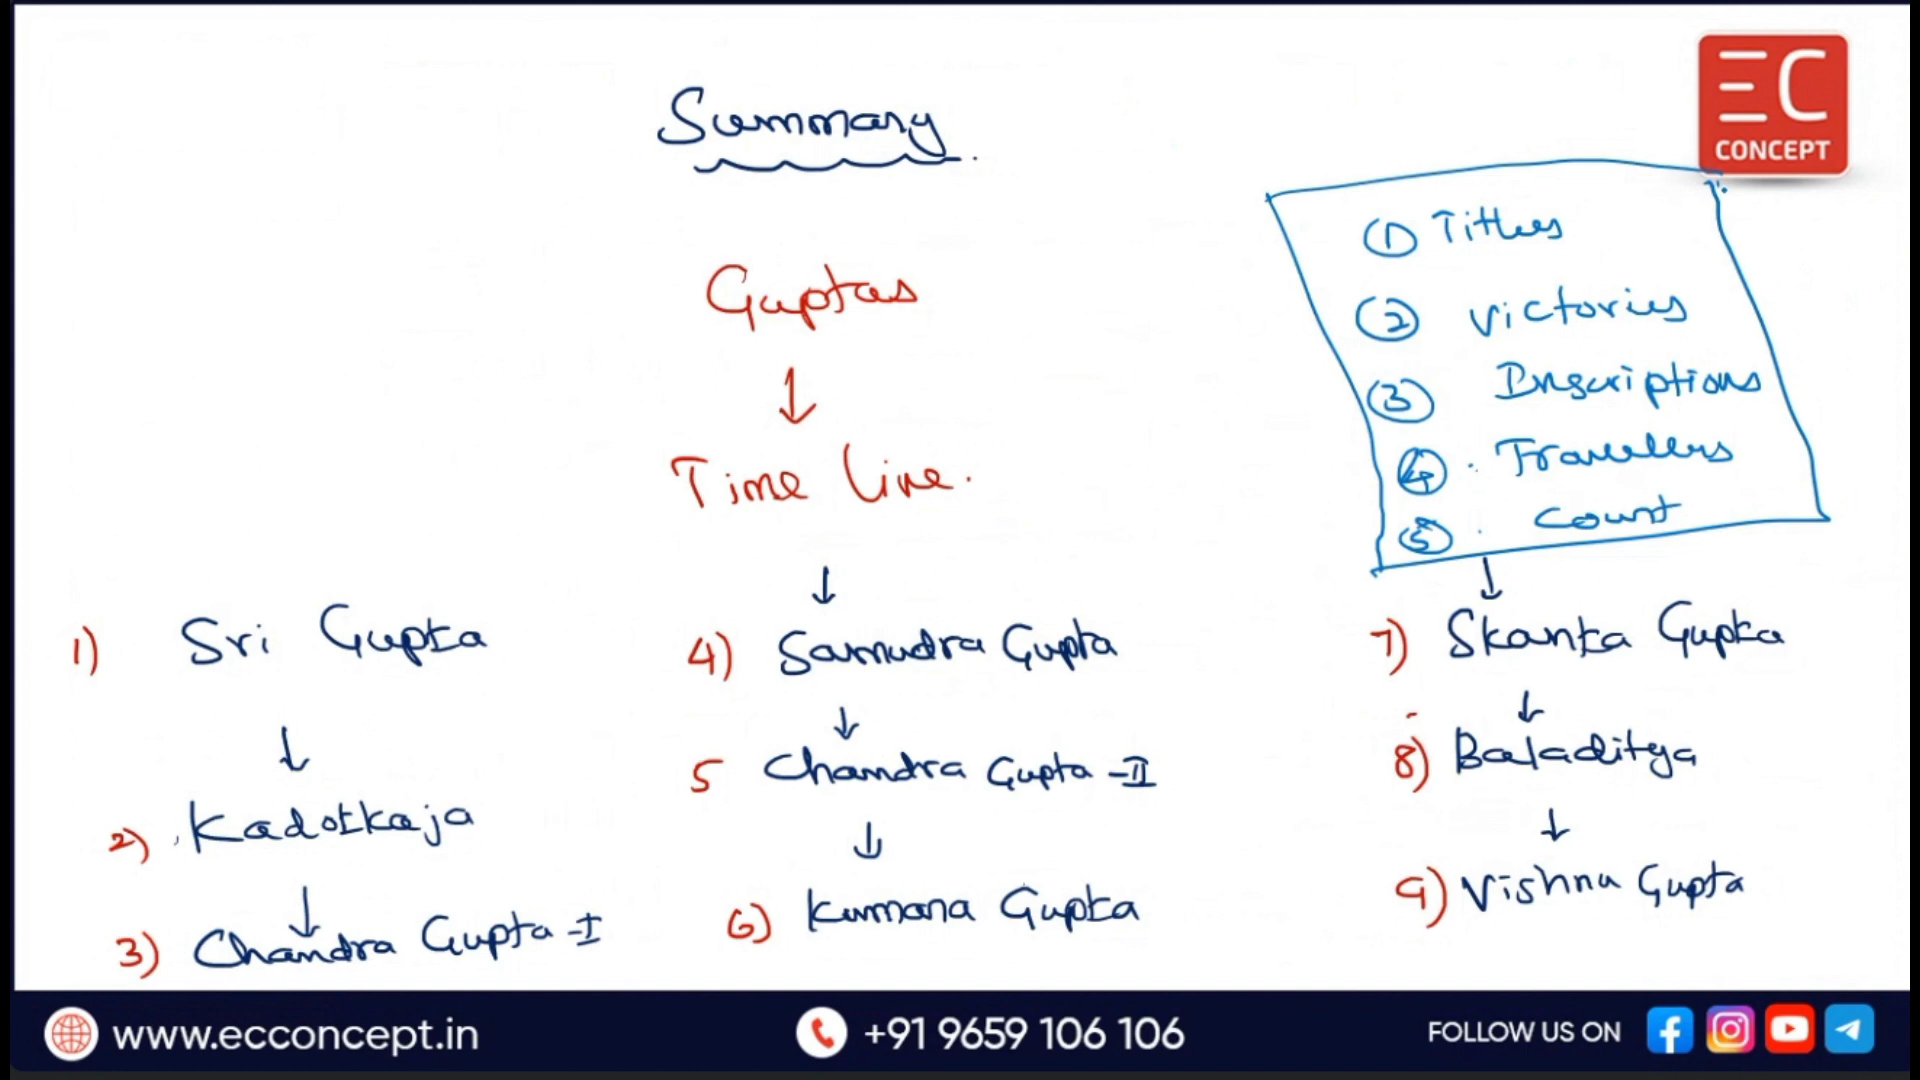 Summary
EC
CONCEPT
Guptas
↓
Time line.
① Titles
② Victories
③ Inscriptions
④ Travellers
⑤ Count
1) Sri Gupta
↓
2) Kadotkaja
↓
3) Chandra Gupta - I
↓
4) Samudra Gupta
↓
5 Chandra Gupta - II
↓
6) Kumara Gupta
↓
7) Skanta Gupta
↓
8) Baladitya
↓
9) Vishnu Gupta
www.ecconcept.in
+91 9659 106 106
FOLLOW US ON